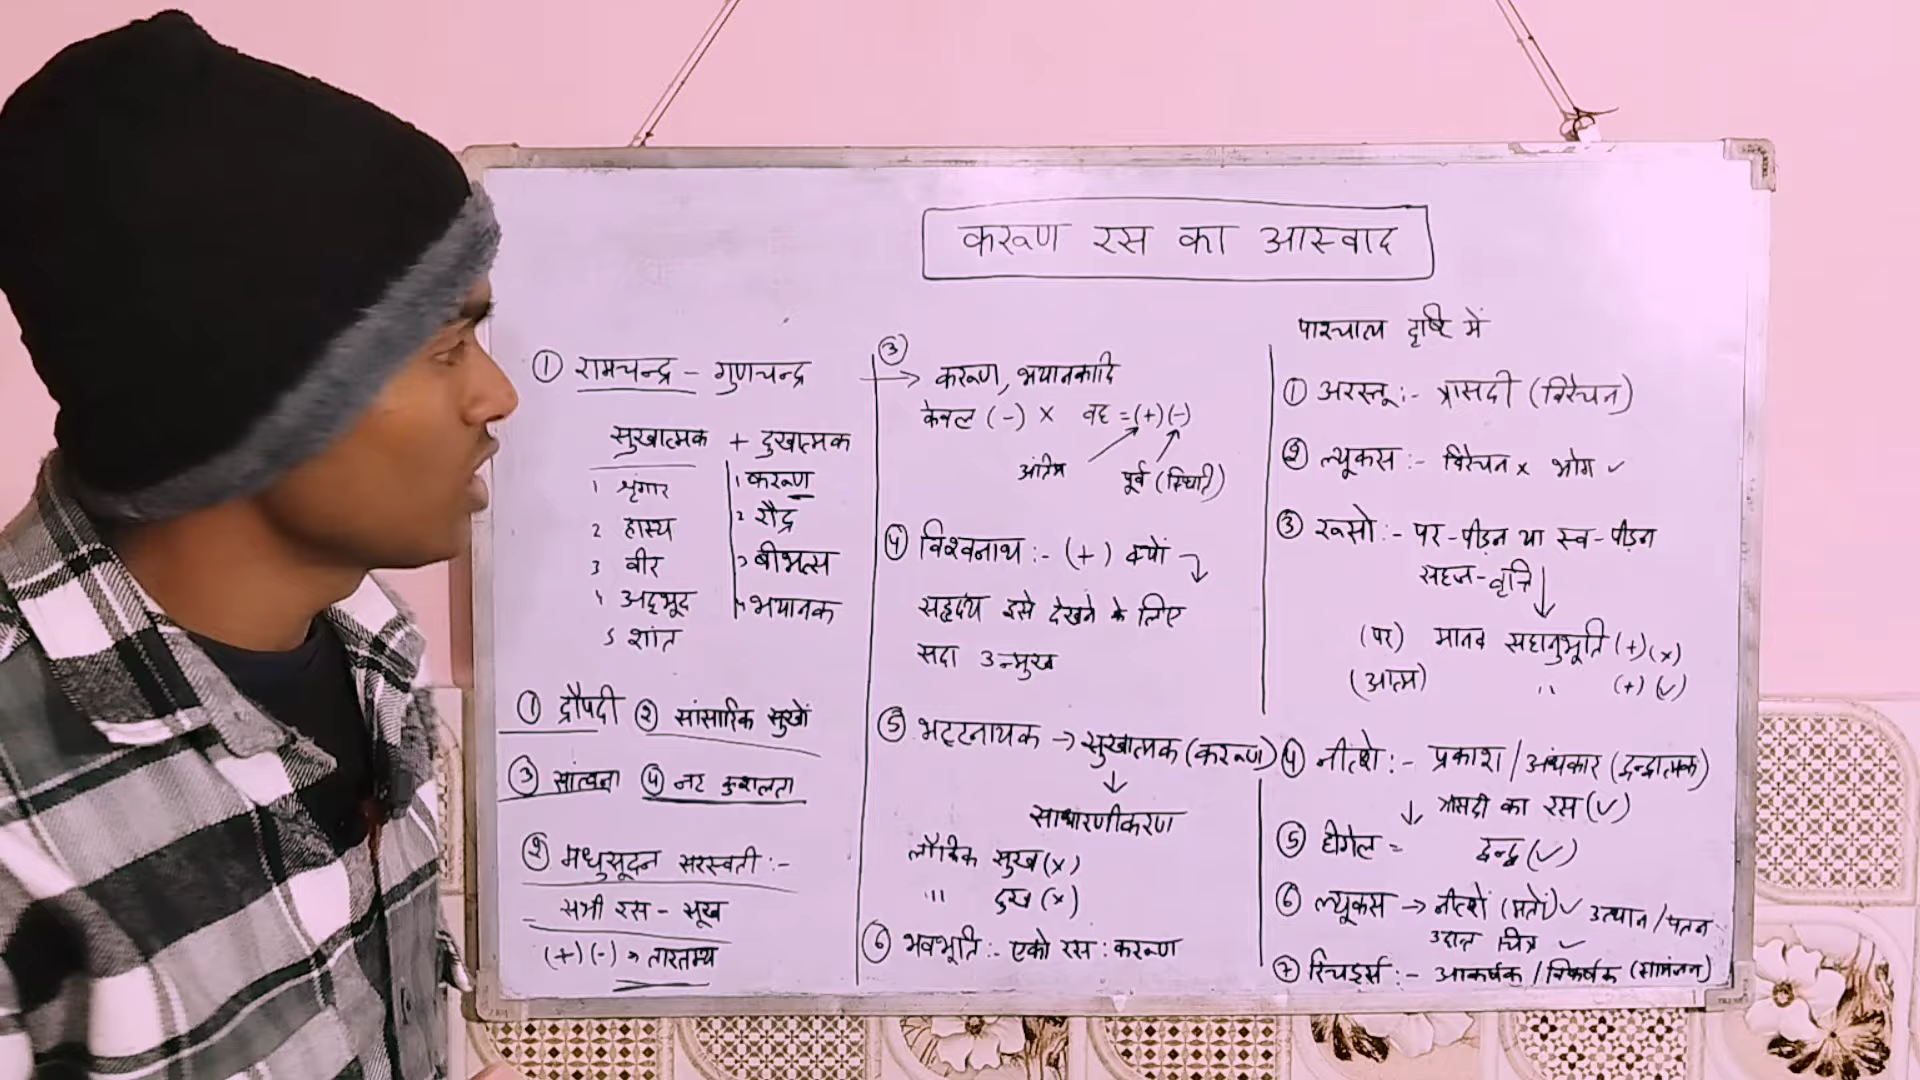 करूण रस का आस्वाद
① रामचन्द्र - गुणचन्द्र
सुखात्मक + दुखात्मक
1 श्रृंगार
2 हास्य
3 वीर
4 अद्भूद
5 शांत
1 करूण
2 रौद्र
3 बीभत्स
4 भयानक
① द्रौपदी ② सांसारिक सुखों
③ सांत्वना ④ नट कुशलता
② मधुसूदन सरस्वती :-
सभी रस - सूख
(+) (-) = तारतम्य
③
→ करूण, भयानकादि
केवल (-) × वह = (+) (-)
अंतिम पूर्व (स्थिती)
④ विश्वनाथ :- (+) क्यों
सहृदय इसे देखने के लिए
सदा उन्मुख
⑤ भट्टनायक → सुखात्मक (करूण)
साधारणीकरण
लौकिक सुख (×)
'' दुख (×)
⑥ भवभूति :- एको रस : करूण
पाश्चात्य दृष्टि में
① अरस्तू :- त्रासदी (विरेचन)
② ल्यूकस :- विरेचन × भोग ✓
③ रूसो :- पर-पीड़न या स्व-पीड़न
सहज-वृत्ति
(पर) मानव सहानुभूति (+) (×)
(आत्म) '' (+) (✓)
④ नीत्शे :- प्रकाश / अंधकार (द्वन्द्वात्मक)
त्रासदी का रस (✓)
⑤ हीगेल = द्वन्द्व (✓)
⑥ ल्यूकस → नीत्शे (मतों) ✓ उत्थान / पतन
उदात्त चित्र ✓
⑦ रिचर्ड्स :- आकर्षक / विकर्षक (सामंजन)